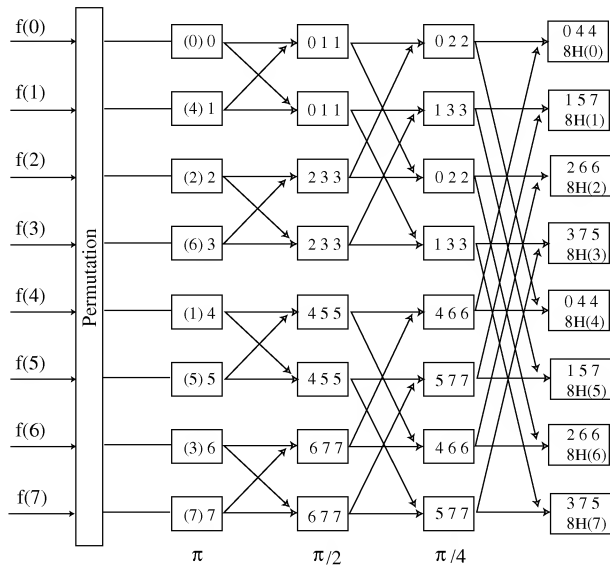 f(0)
(0) 0
0 1 1
0 2 2
0 4 4
8H(0)
f(1)
(4) 1
0 1 1
1 3 3
1 5 7
8H(1)
f(2)
(2) 2
2 3 3
0 2 2
2 6 6
8H(2)
f(3)
(6) 3
2 3 3
1 3 3
3 7 5
8H(3)
Permutation
f(4)
(1) 4
4 5 5
4 6 6
0 4 4
8H(4)
f(5)
(5) 5
4 5 5
5 7 7
1 5 7
8H(5)
f(6)
(3) 6
6 7 7
4 6 6
2 6 6
8H(6)
f(7)
(7) 7
6 7 7
5 7 7
3 7 5
8H(7)
π
π/2
π/4